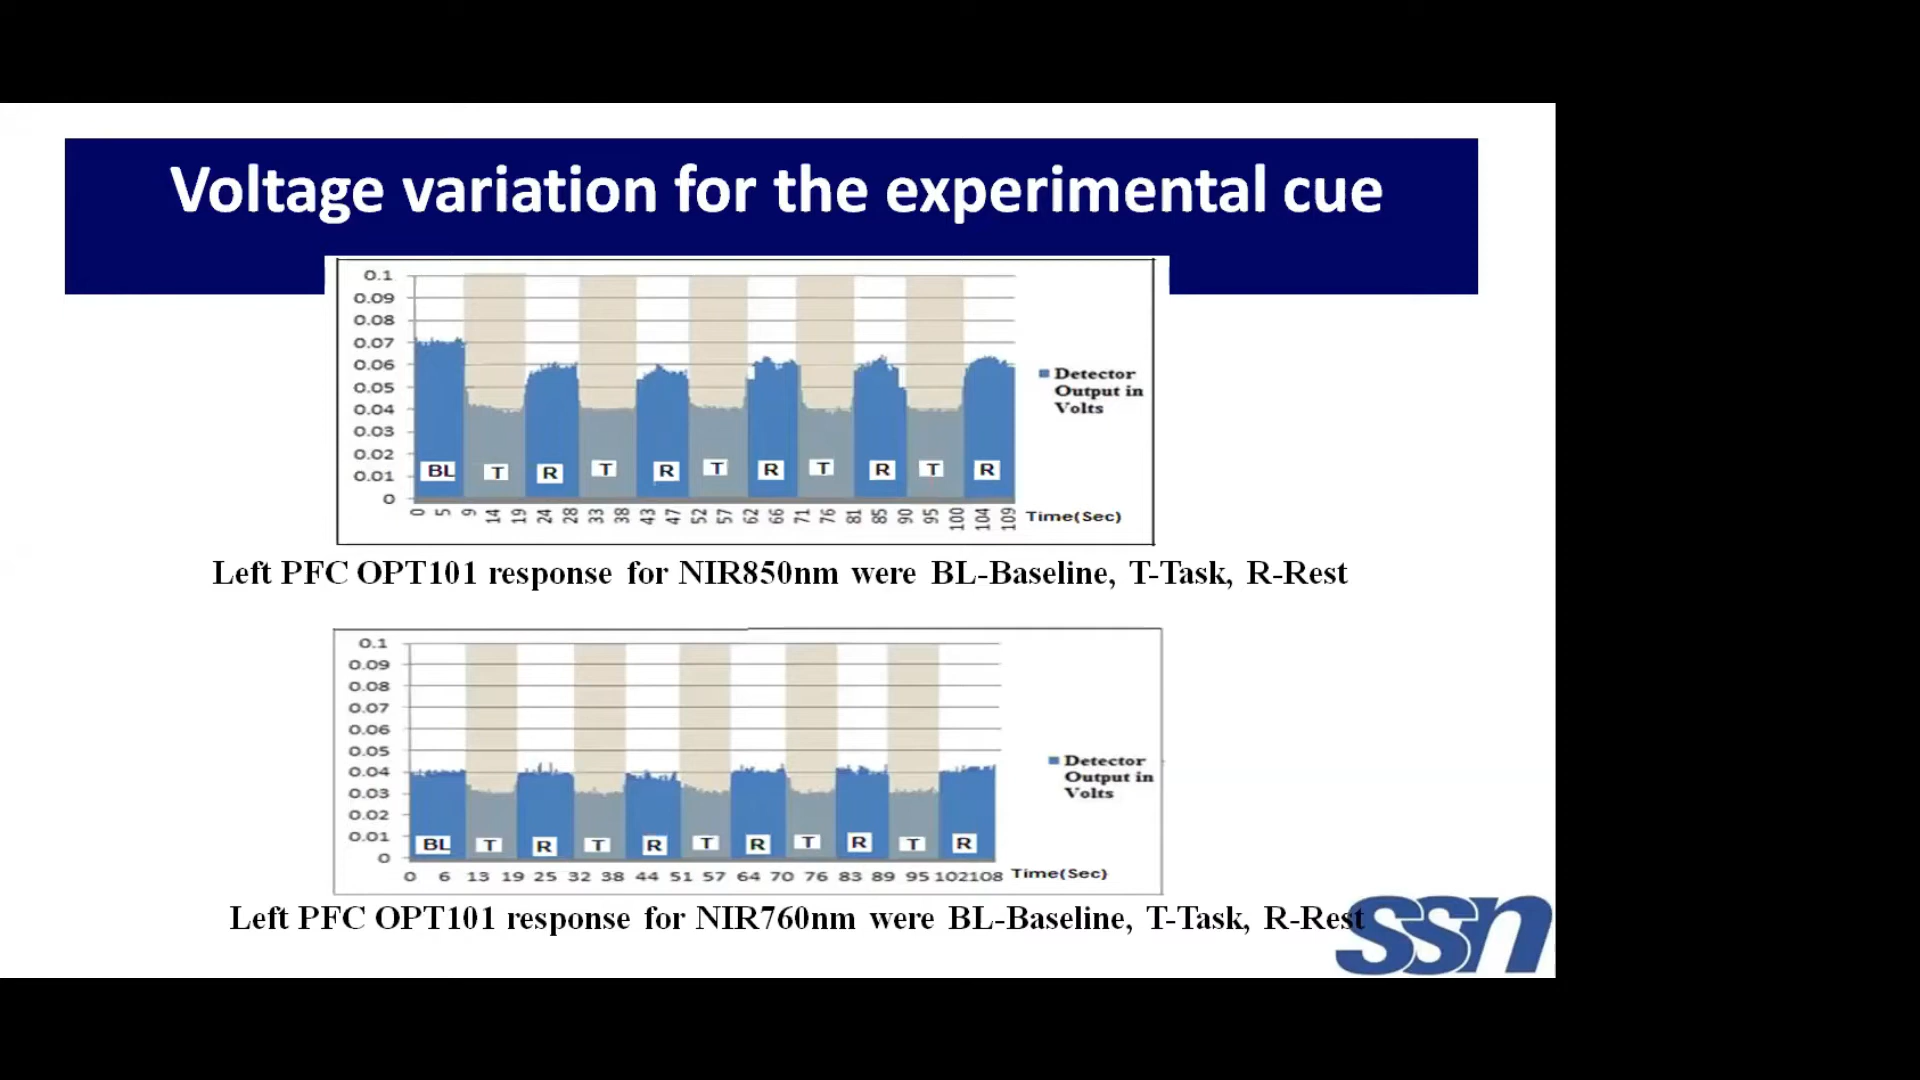 Voltage variation for the experimental cue
0.1
0.09
0.08
0.07
0.06
0.05
0.04
0.03
0.02
0.01
0
BL T R T R T R T R T R
0 5 9 14 19 24 28 33 38 43 47 52 57 62 66 71 76 81 85 90 95 100 104 109 Time(Sec)
Detector
Output in
Volts
Left PFC OPT101 response for NIR850nm were BL-Baseline, T-Task, R-Rest
0.1
0.09
0.08
0.07
0.06
0.05
0.04
0.03
0.02
0.01
0
BL T R T R T R T R T R
0 6 13 19 25 32 38 44 51 57 64 70 76 83 89 95 102 108 Time(Sec)
Detector
Output in
Volts
Left PFC OPT101 response for NIR760nm were BL-Baseline, T-Task, R-Rest
ssn